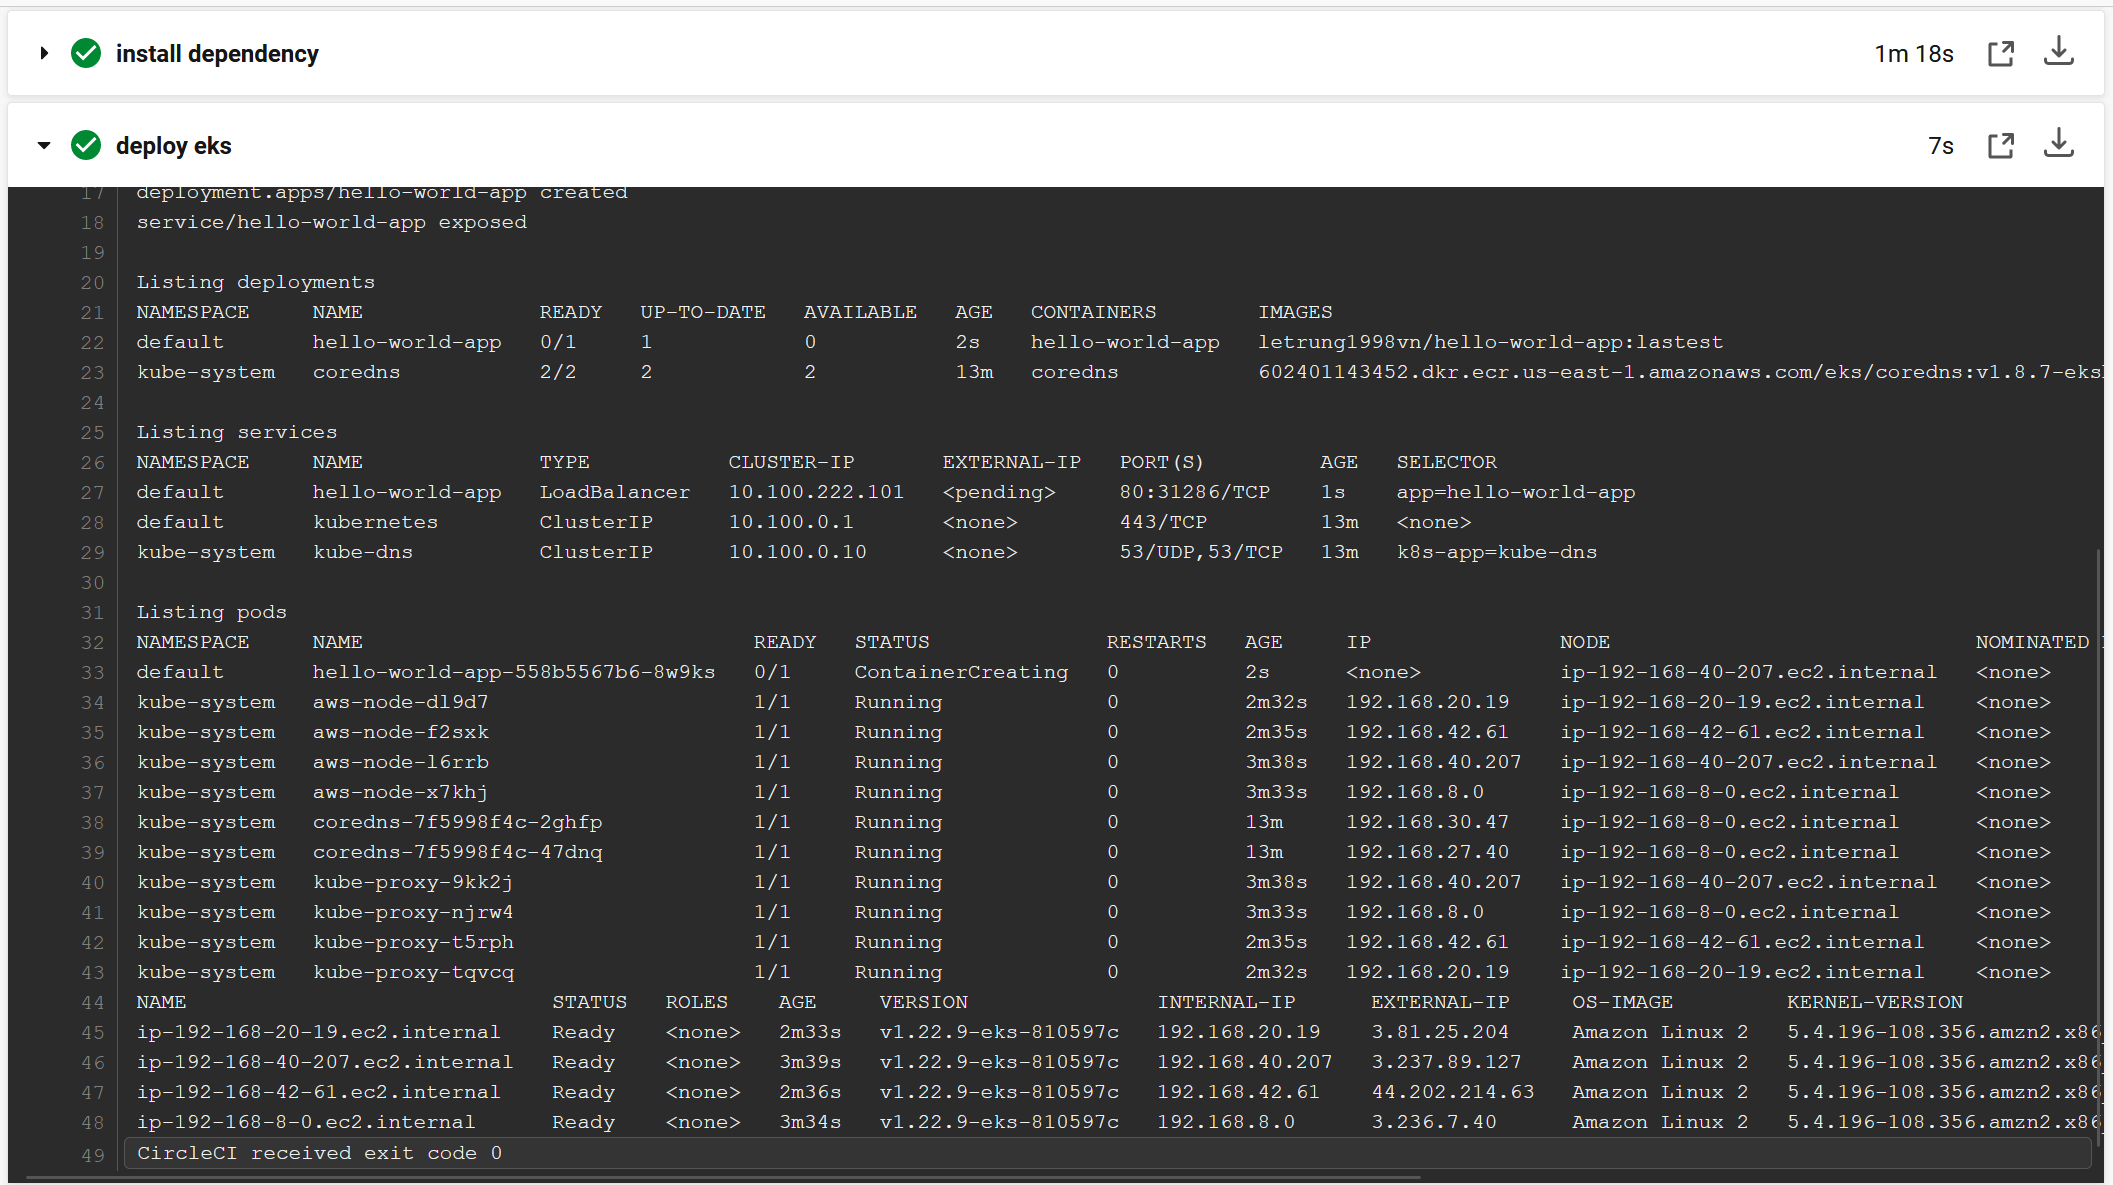 install dependency 1m 18s
deploy eks 7s
17 deployment.apps/hello-world-app created
18 service/hello-world-app exposed
19
20 Listing deployments
21 NAMESPACE NAME READY UP-TO-DATE AVAILABLE AGE CONTAINERS IMAGES
22 default hello-world-app 0/1 1 0 2s hello-world-app letrung1998vn/hello-world-app:lastest
23 kube-system coredns 2/2 2 2 13m coredns 602401143452.dkr.ecr.us-east-1.amazonaws.com/eks/coredns:v1.8.7-eks
24
25 Listing services
26 NAMESPACE NAME TYPE CLUSTER-IP EXTERNAL-IP PORT(S) AGE SELECTOR
27 default hello-world-app LoadBalancer 10.100.222.101 <pending> 80:31286/TCP 1s app=hello-world-app
28 default kubernetes ClusterIP 10.100.0.1 <none> 443/TCP 13m <none>
29 kube-system kube-dns ClusterIP 10.100.0.10 <none> 53/UDP,53/TCP 13m k8s-app=kube-dns
30
31 Listing pods
32 NAMESPACE NAME READY STATUS RESTARTS AGE IP NODE NOMINATED
33 default hello-world-app-558b5567b6-8w9ks 0/1 ContainerCreating 0 2s <none> ip-192-168-40-207.ec2.internal <none>
34 kube-system aws-node-dl9d7 1/1 Running 0 2m32s 192.168.20.19 ip-192-168-20-19.ec2.internal <none>
35 kube-system aws-node-f2sxk 1/1 Running 0 2m35s 192.168.42.61 ip-192-168-42-61.ec2.internal <none>
36 kube-system aws-node-l6rrb 1/1 Running 0 3m38s 192.168.40.207 ip-192-168-40-207.ec2.internal <none>
37 kube-system aws-node-x7khj 1/1 Running 0 3m33s 192.168.8.0 ip-192-168-8-0.ec2.internal <none>
38 kube-system coredns-7f5998f4c-2ghfp 1/1 Running 0 13m 192.168.30.47 ip-192-168-8-0.ec2.internal <none>
39 kube-system coredns-7f5998f4c-47dnq 1/1 Running 0 13m 192.168.27.40 ip-192-168-8-0.ec2.internal <none>
40 kube-system kube-proxy-9kk2j 1/1 Running 0 3m38s 192.168.40.207 ip-192-168-40-207.ec2.internal <none>
41 kube-system kube-proxy-njrw4 1/1 Running 0 3m33s 192.168.8.0 ip-192-168-8-0.ec2.internal <none>
42 kube-system kube-proxy-t5rph 1/1 Running 0 2m35s 192.168.42.61 ip-192-168-42-61.ec2.internal <none>
43 kube-system kube-proxy-tqvcq 1/1 Running 0 2m32s 192.168.20.19 ip-192-168-20-19.ec2.internal <none>
44 NAME STATUS ROLES AGE VERSION INTERNAL-IP EXTERNAL-IP OS-IMAGE KERNEL-VERSION
45 ip-192-168-20-19.ec2.internal Ready <none> 2m33s v1.22.9-eks-810597c 192.168.20.19 3.81.25.204 Amazon Linux 2 5.4.196-108.356.amzn2.x86
46 ip-192-168-40-207.ec2.internal Ready <none> 3m39s v1.22.9-eks-810597c 192.168.40.207 3.237.89.127 Amazon Linux 2 5.4.196-108.356.amzn2.x86
47 ip-192-168-42-61.ec2.internal Ready <none> 2m36s v1.22.9-eks-810597c 192.168.42.61 44.202.214.63 Amazon Linux 2 5.4.196-108.356.amzn2.x86
48 ip-192-168-8-0.ec2.internal Ready <none> 3m34s v1.22.9-eks-810597c 192.168.8.0 3.236.7.40 Amazon Linux 2 5.4.196-108.356.amzn2.x86
49 CircleCI received exit code 0